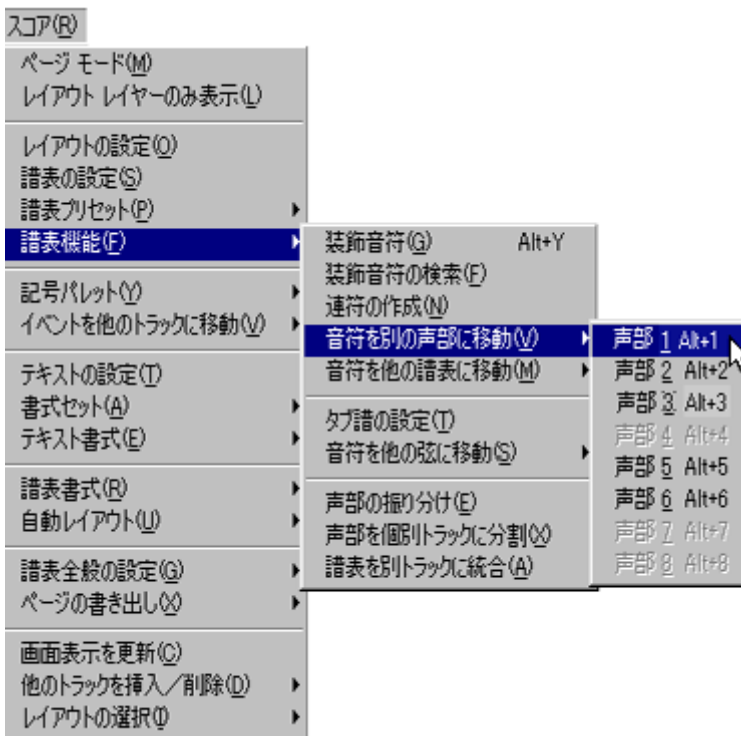 スコア(R)
ページ モード(M)
レイアウト レイヤーのみ表示(L)
レイアウトの設定(O)
譜表の設定(S)
譜表プリセット(P)
譜表機能(F)
記号パレット(Y)
イベントを他のトラックに移動(V)
テキストの設定(T)
書式セット(A)
テキスト書式(E)
譜表書式(R)
自動レイアウト(U)
譜表全般の設定(G)
ページの書き出し(X)
画面表示を更新(C)
他のトラックを挿入／削除(D)
レイアウトの選択(I)
装飾音符(G) Alt+Y
装飾音符の検索(F)
連符の作成(N)
音符を別の声部に移動(V)
音符を他の譜表に移動(M)
タブ譜の設定(T)
音符を他の弦に移動(S)
声部の振り分け(E)
声部を個別トラックに分割(X)
譜表を別トラックに統合(A)
声部 1 Alt+1
声部 2 Alt+2
声部 3 Alt+3
声部 4 Alt+4
声部 5 Alt+5
声部 6 Alt+6
声部 7 Alt+7
声部 8 Alt+8